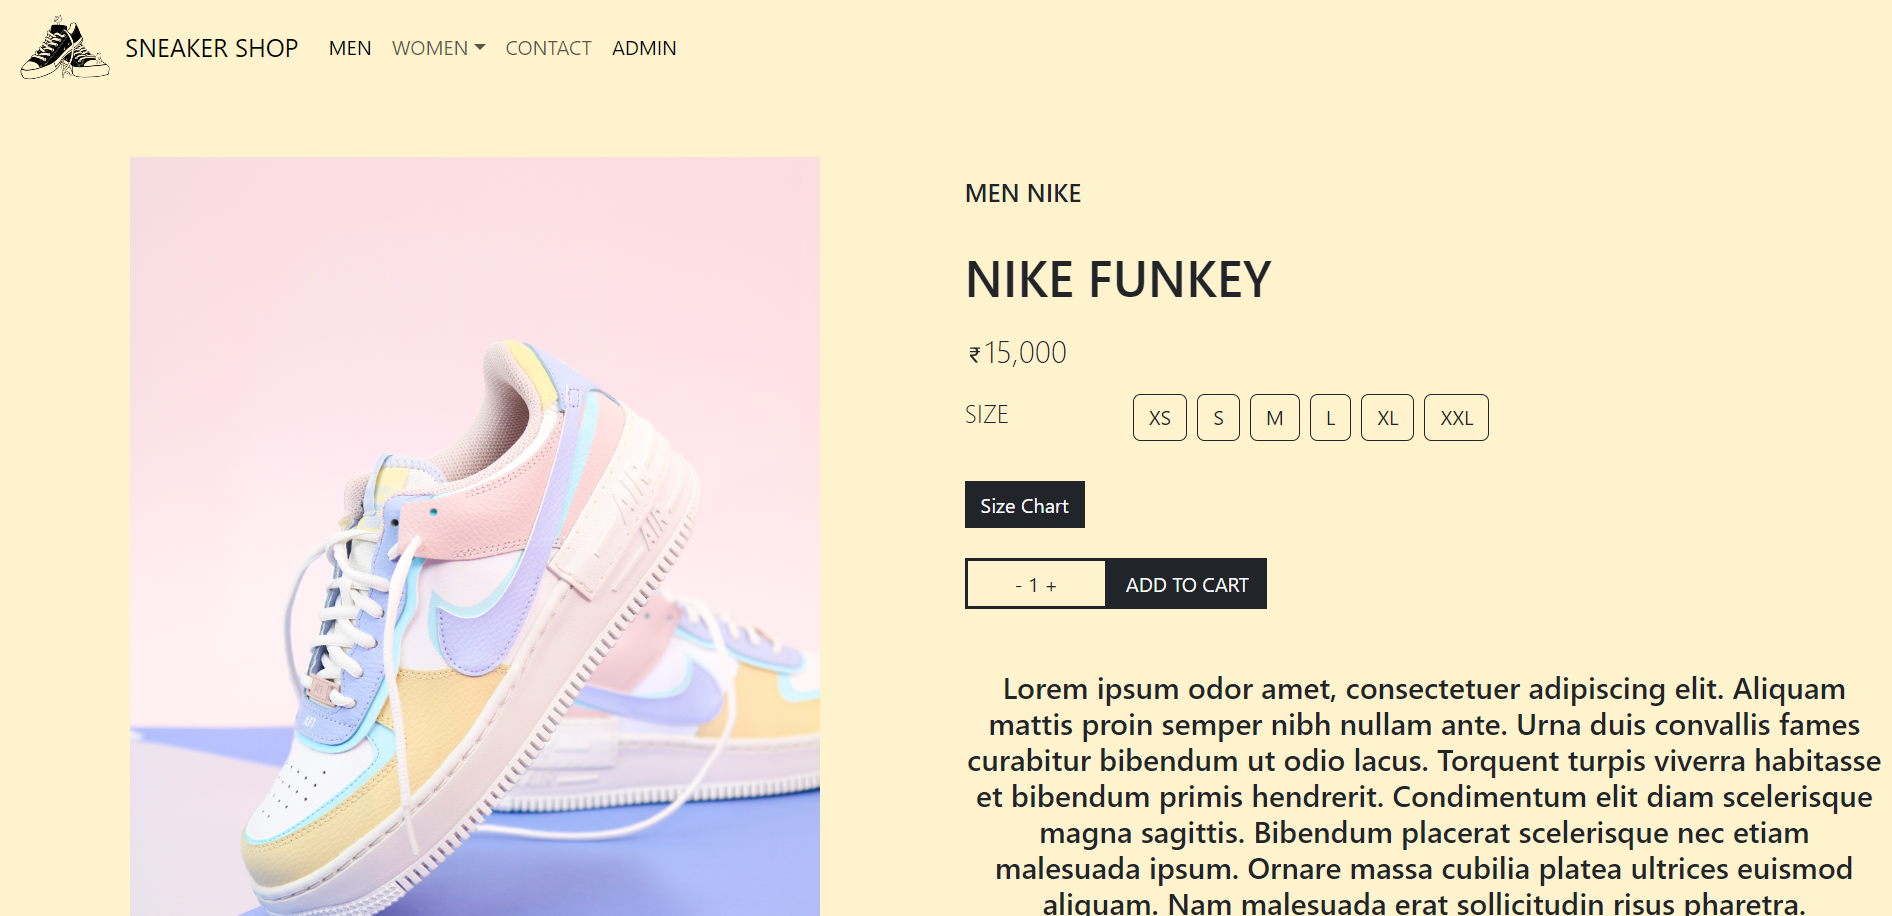 SNEAKER SHOP MEN WOMEN CONTACT ADMIN
MEN NIKE
NIKE FUNKEY
₹15,000
SIZE XS S M L XL XXL
Size Chart
- 1 + ADD TO CART
Lorem ipsum odor amet, consectetuer adipiscing elit. Aliquam
mattis proin semper nibh nullam ante. Urna duis convallis fames
curabitur bibendum ut odio lacus. Torquent turpis viverra habitasse
et bibendum primis hendrerit. Condimentum elit diam scelerisque
magna sagittis. Bibendum placerat scelerisque nec etiam
malesuada ipsum. Ornare massa cubilia platea ultrices euismod
aliquam. Nam malesuada erat sollicitudin risus pharetra.
AIR
AIR
AF1